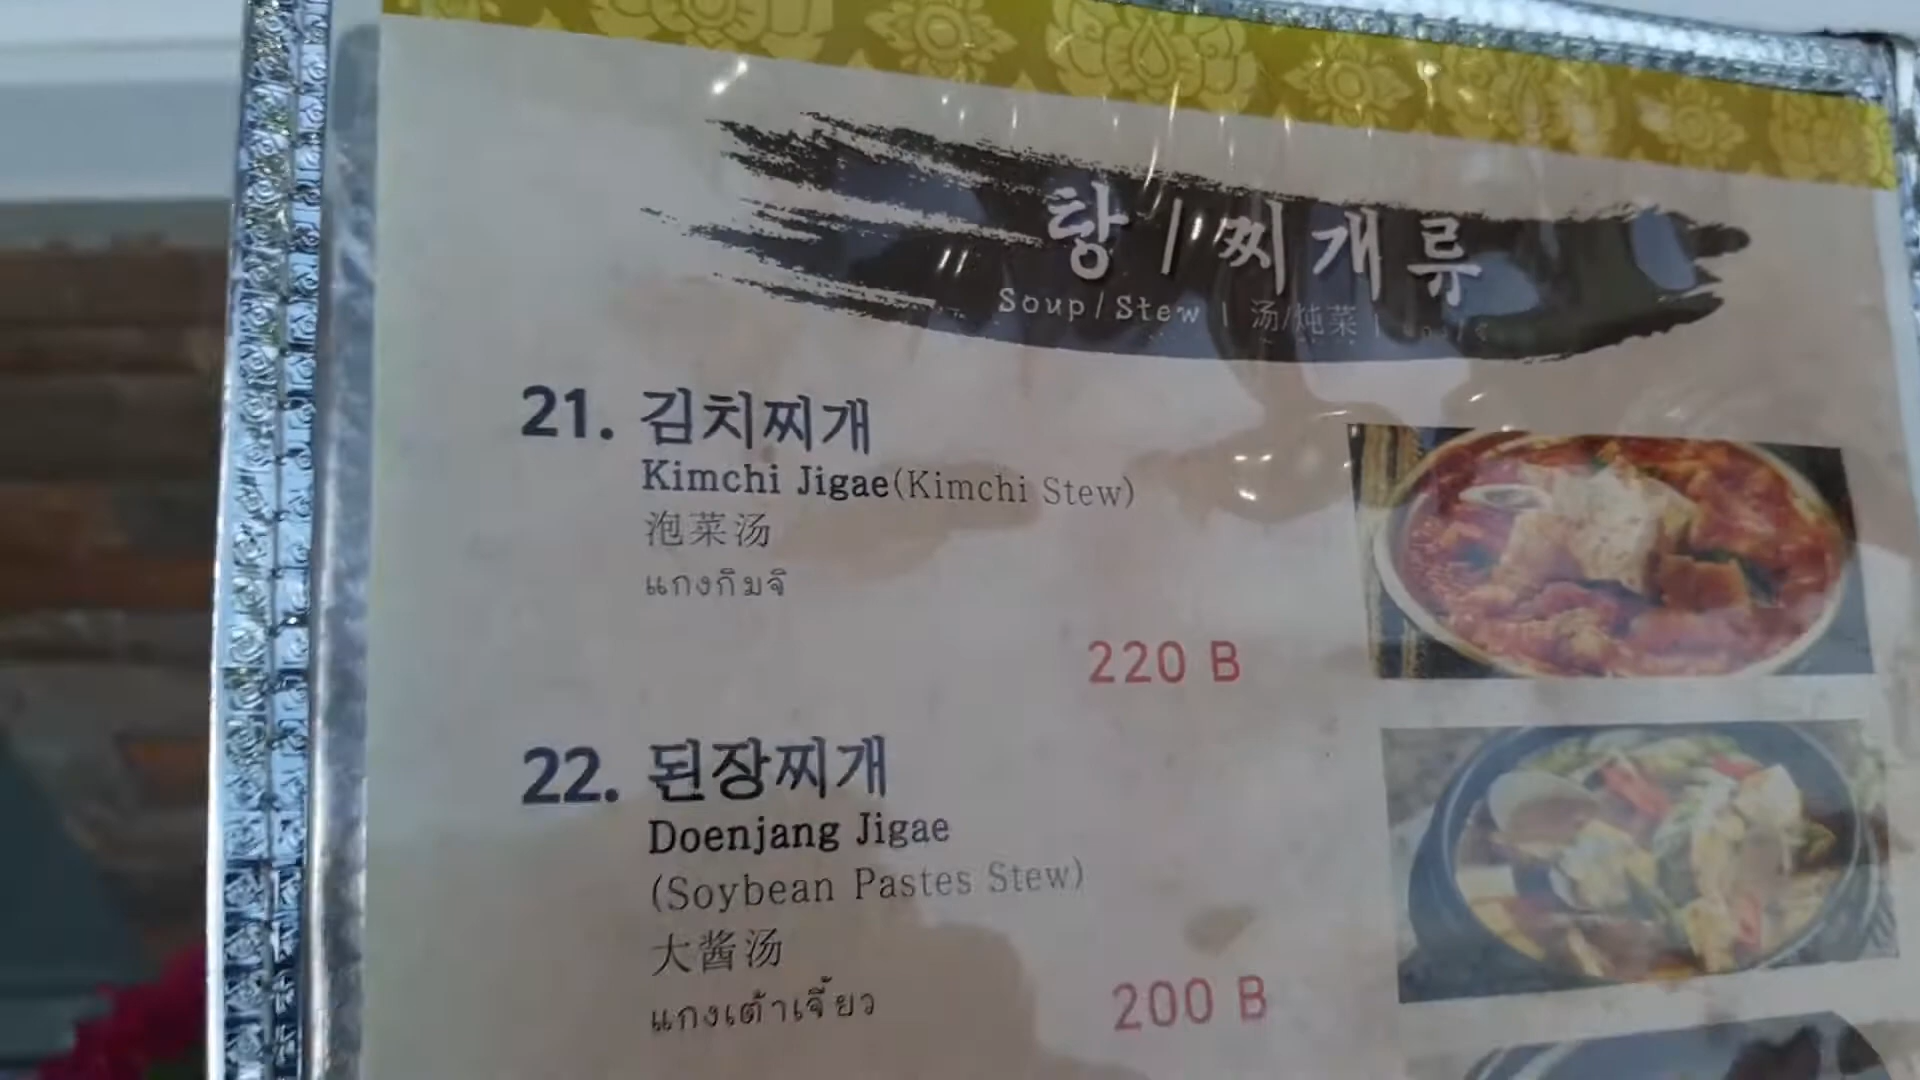 탕 / 찌개류
Soup/Stew | 汤/炖菜 |
21. 김치찌개
Kimchi Jigae(Kimchi Stew)
泡菜汤
แกงกิมจิ
220 B
22. 된장찌개
Doenjang Jigae
(Soybean Pastes Stew)
大酱汤
แกงเต้าเจี้ยว
200 B